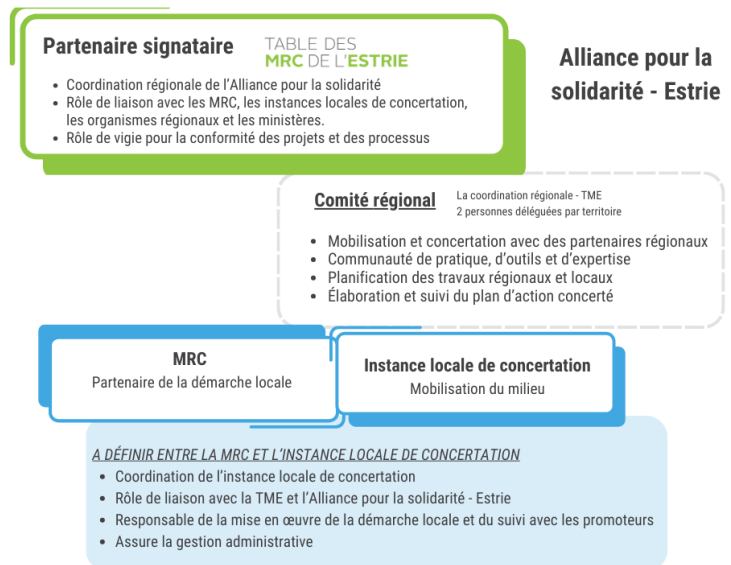 Partenaire signataire
TABLE DES
MRC DE L'ESTRIE
• Coordination régionale de l'Alliance pour la solidarité
• Rôle de liaison avec les MRC, les instances locales de concertation,
les organismes régionaux et les ministères.
• Rôle de vigie pour la conformité des projets et des processus
Alliance pour la
solidarité - Estrie
Comité régional
La coordination régionale - TME
2 personnes déléguées par territoire
• Mobilisation et concertation avec des partenaires régionaux
• Communauté de pratique, d'outils et d'expertise
• Planification des travaux régionaux et locaux
• Élaboration et suivi du plan d'action concerté
MRC
Partenaire de la démarche locale
Instance locale de concertation
Mobilisation du milieu
A DÉFINIR ENTRE LA MRC ET L'INSTANCE LOCALE DE CONCERTATION
• Coordination de l'instance locale de concertation
• Rôle de liaison avec la TME et l'Alliance pour la solidarité - Estrie
• Responsable de la mise en œuvre de la démarche locale et du suivi avec les promoteurs
• Assure la gestion administrative